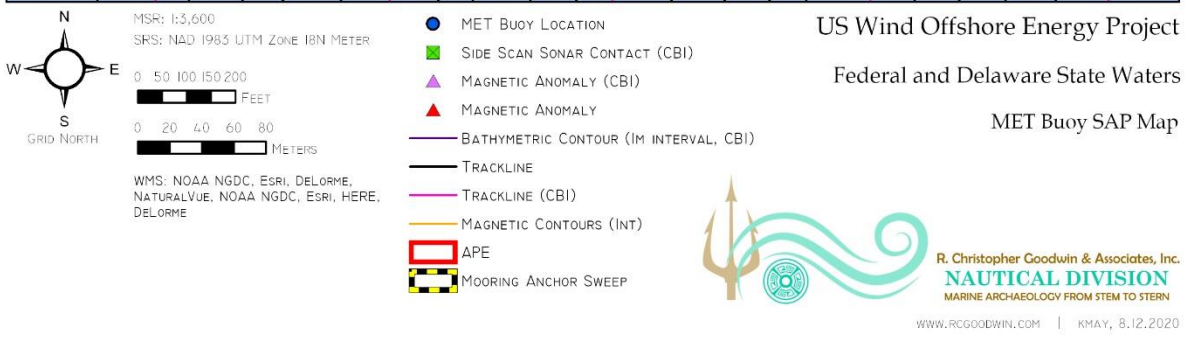 N
W
E
S
GRID NORTH
MSR: 1:3,600
SRS: NAD 1983 UTM ZONE 18N METER
0 50 100 150 200
FEET
0 20 40 60 80
METERS
WMS: NOAA NGDC, ESRI, DELORME,
NATURALVUE, NOAA NGDC, ESRI, HERE,
DELORME
MET BUOY LOCATION
SIDE SCAN SONAR CONTACT (CBI)
MAGNETIC ANOMALY (CBI)
MAGNETIC ANOMALY
BATHYMETRIC CONTOUR (1M INTERVAL, CBI)
TRACKLINE
TRACKLINE (CBI)
MAGNETIC CONTOURS (INT)
APE
MOORING ANCHOR SWEEP
US Wind Offshore Energy Project
Federal and Delaware State Waters
MET Buoy SAP Map
R. Christopher Goodwin & Associates, Inc.
NAUTICAL DIVISION
MARINE ARCHAEOLOGY FROM STEM TO STERN
WWW.RCGOODWIN.COM | KMAY, 8.12.2020